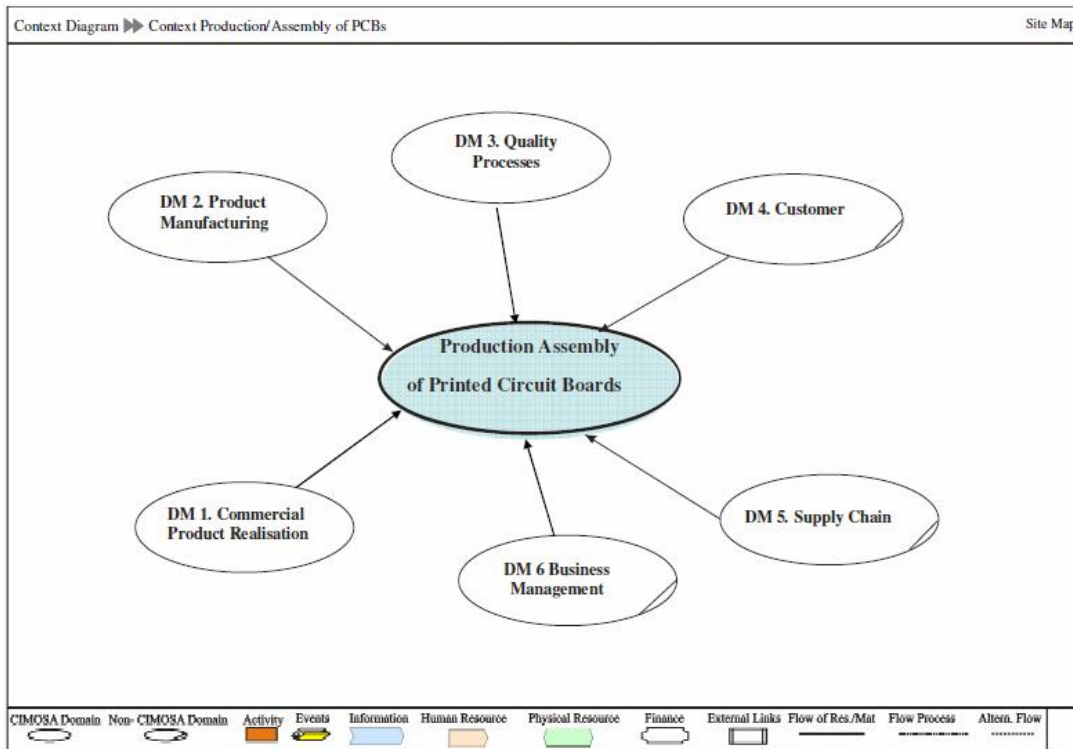 Context Diagram Context Production/Assembly of PCBs
Site Map
DM 3. Quality
Processes
DM 2. Product
Manufacturing
DM 4. Customer
Production Assembly
of Printed Circuit Boards
DM 1. Commercial
Product Realisation
DM 5. Supply Chain
DM 6 Business
Management
CIMOSA Domain Non- CIMOSA Domain Activity Events Information Human Resource Physical Resource Finance External Links Flow of Res./Mat Flow Process Altern. Flow